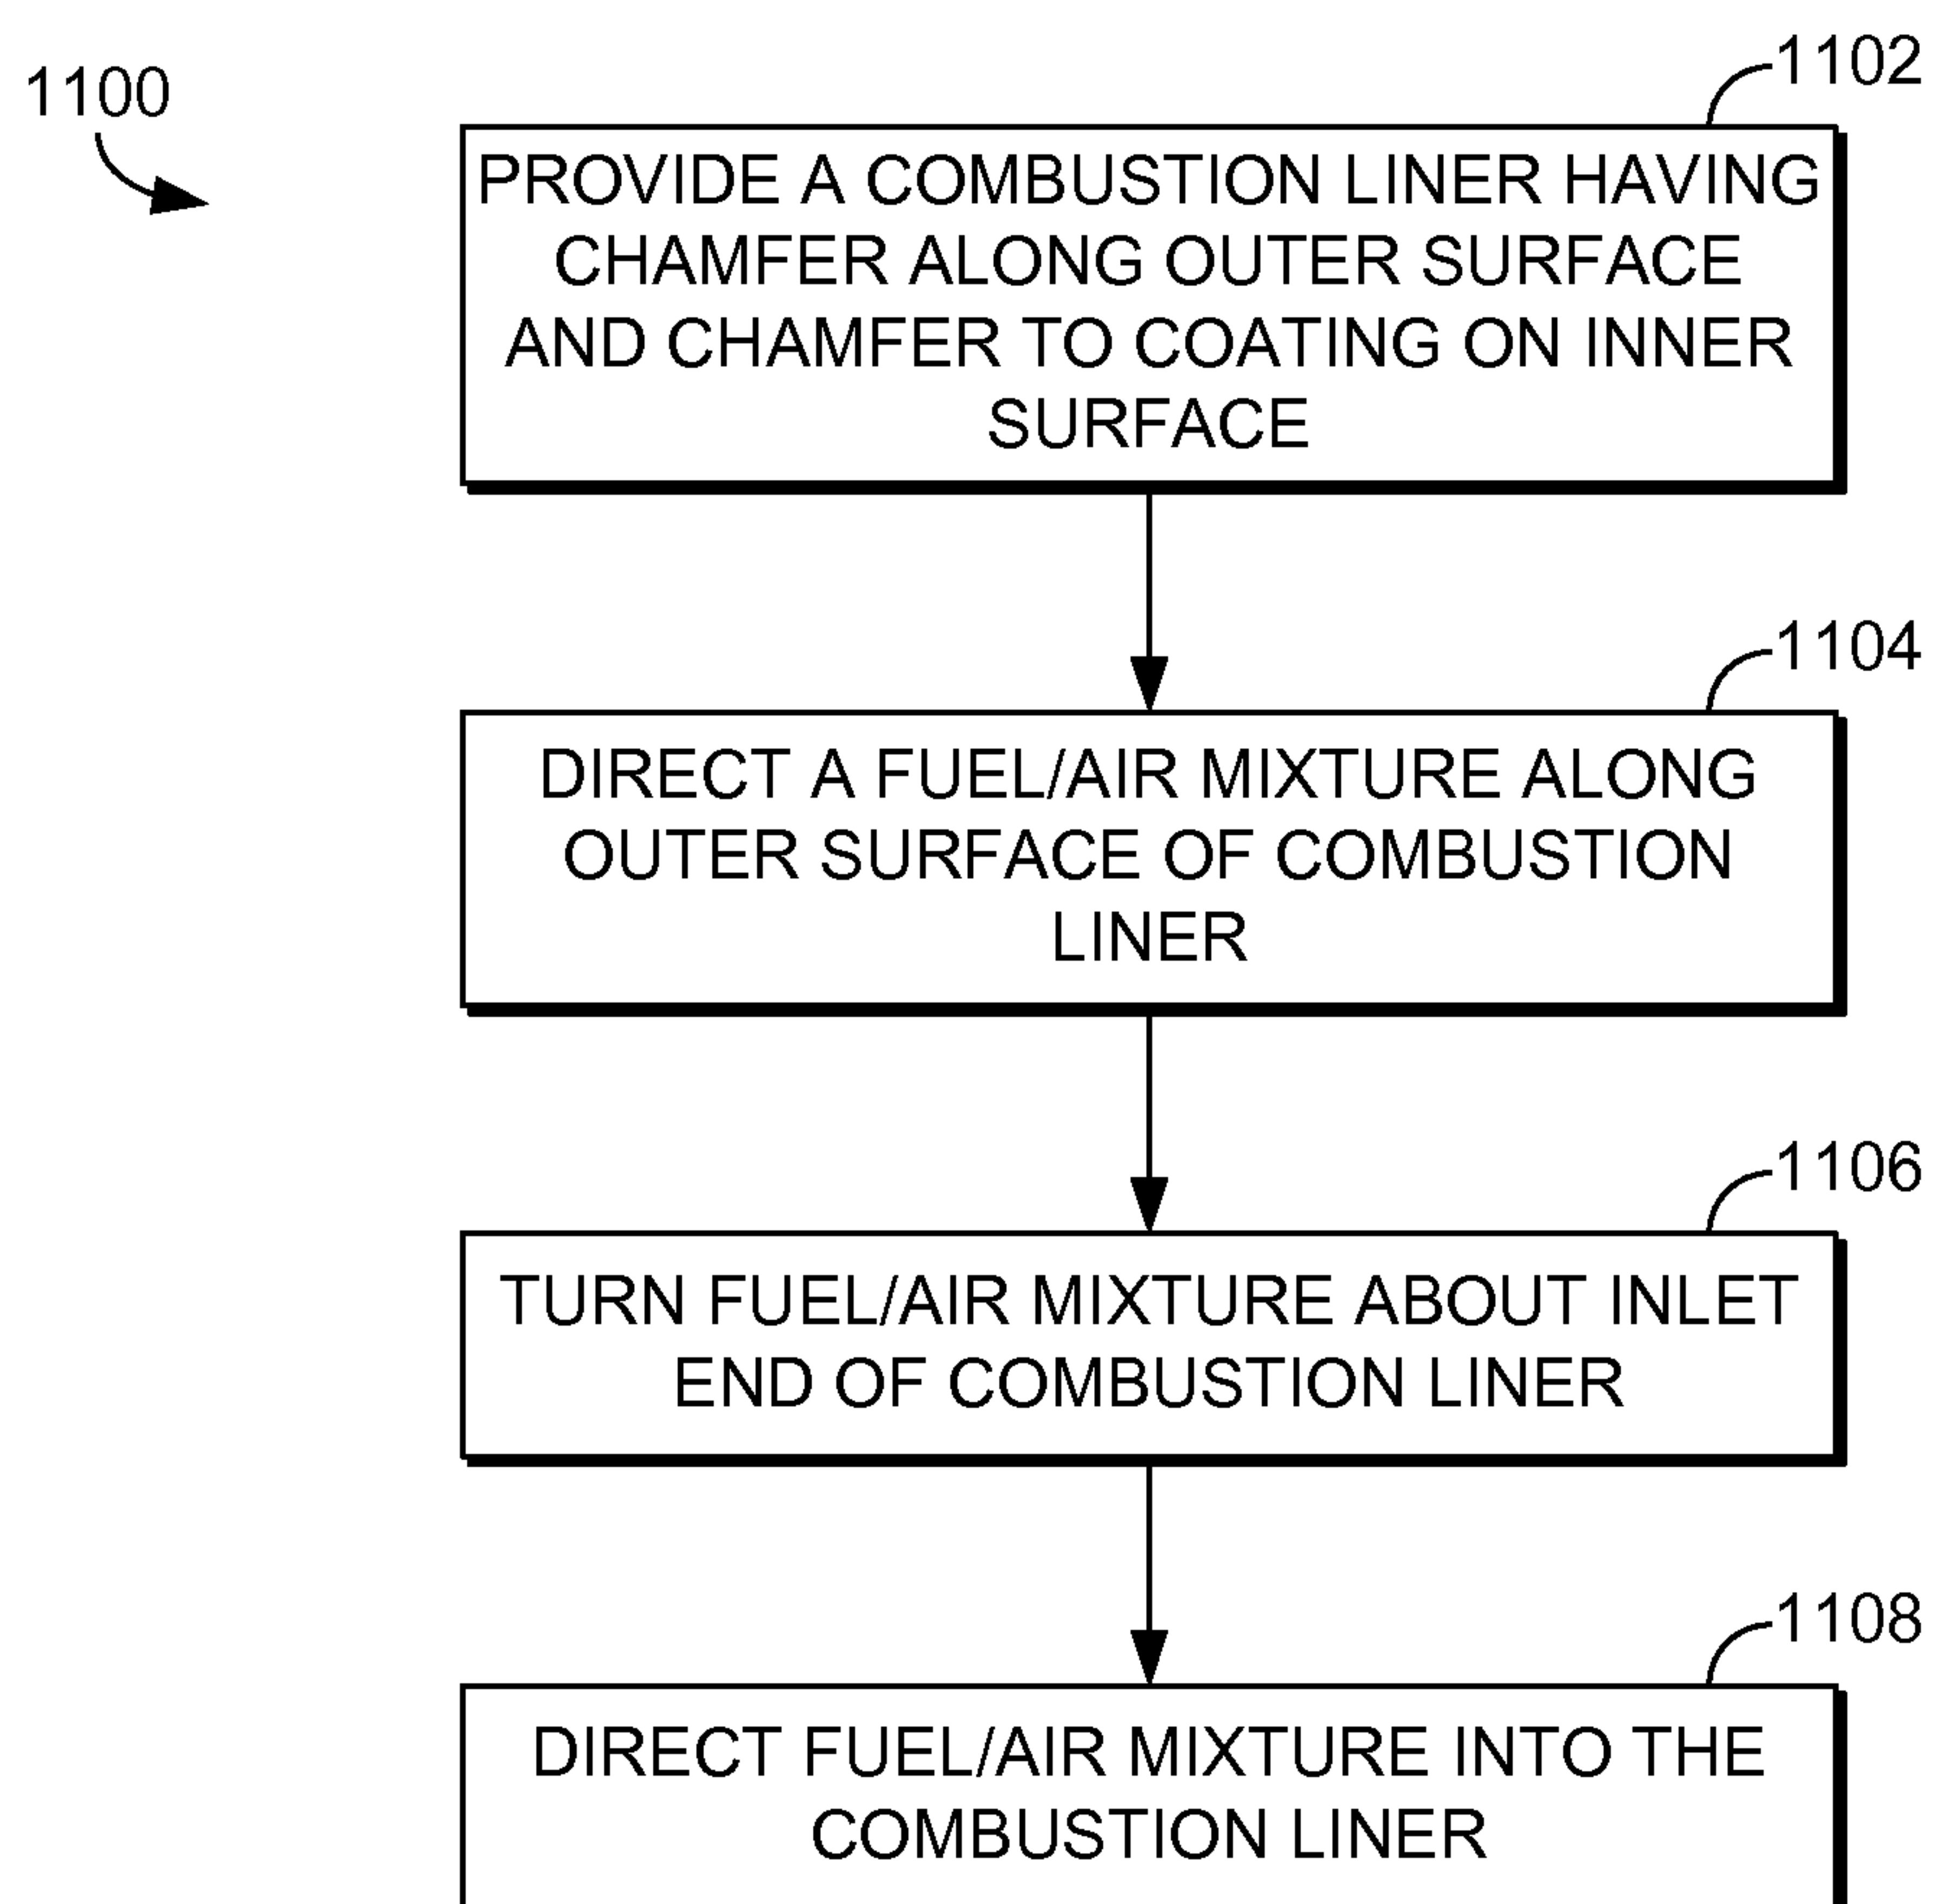 1100
1102
PROVIDE A COMBUSTION LINER HAVING
CHAMFER ALONG OUTER SURFACE
AND CHAMFER TO COATING ON INNER
SURFACE
1104
DIRECT A FUEL/AIR MIXTURE ALONG
OUTER SURFACE OF COMBUSTION
LINER
1106
TURN FUEL/AIR MIXTURE ABOUT INLET
END OF COMBUSTION LINER
1108
DIRECT FUEL/AIR MIXTURE INTO THE
COMBUSTION LINER